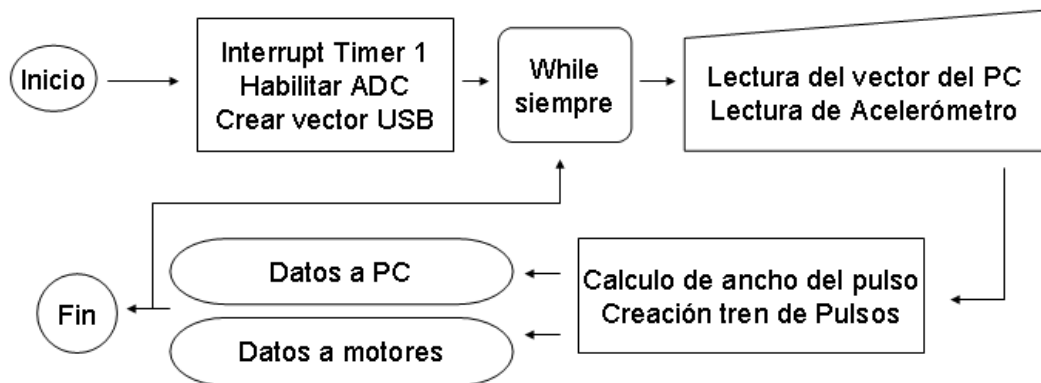 Inicio
Interrupt Timer 1
Habilitar ADC
Crear vector USB
While
siempre
Lectura del vector del PC
Lectura de Acelerómetro
Calculo de ancho del pulso
Creación tren de Pulsos
Datos a PC
Datos a motores
Fin